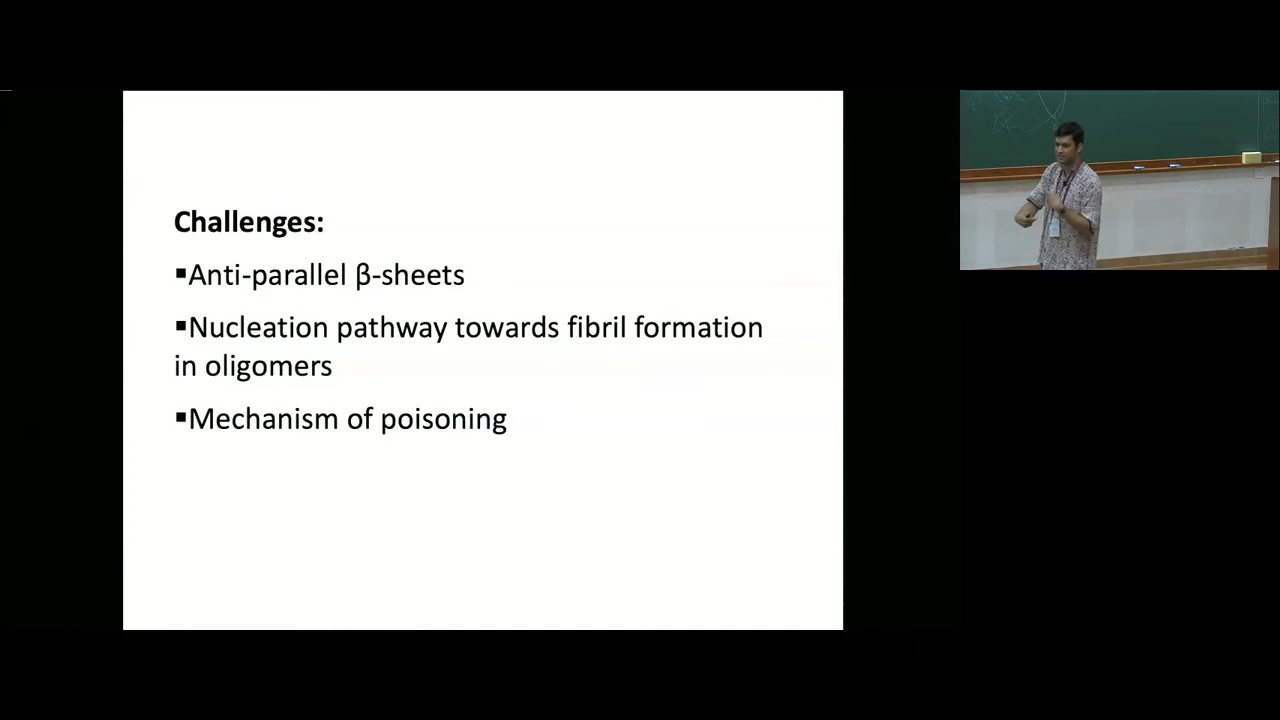 Challenges:
▪Anti-parallel β-sheets
▪Nucleation pathway towards fibril formation
in oligomers
▪Mechanism of poisoning